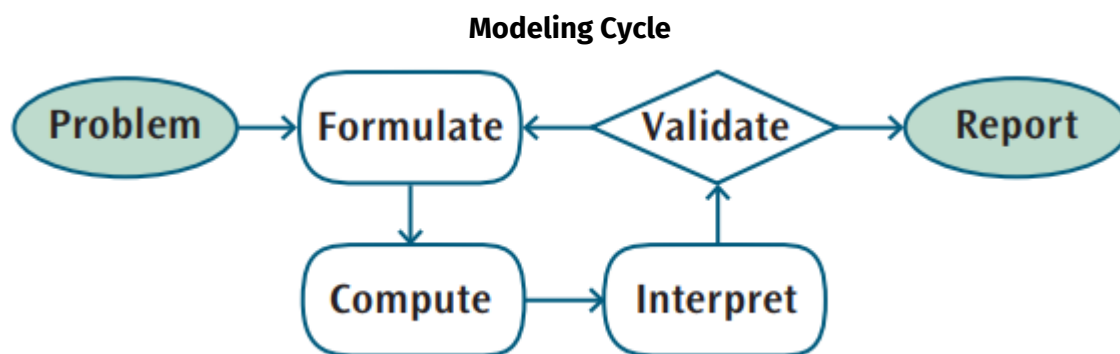 Modeling Cycle
Problem
Formulate
Validate
Report
Compute
Interpret